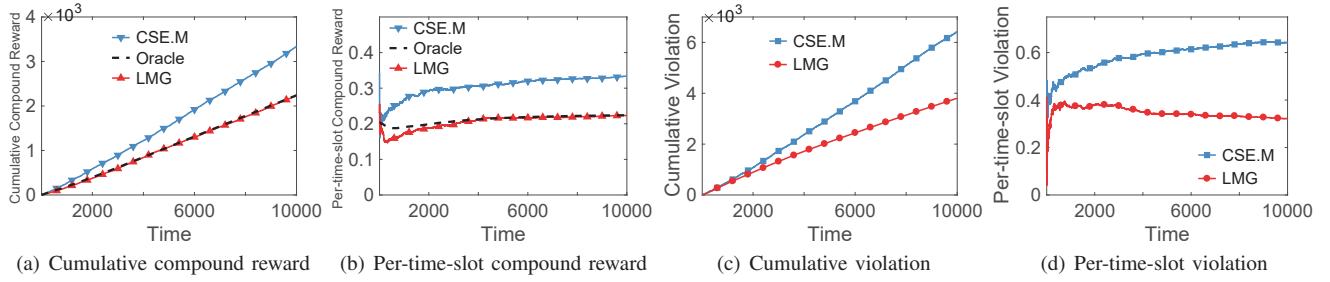 4 ×10³
Cumulative Compound Reward
3
2
1
0
CSE.M
Oracle
LMG
2000 6000 10000
Time
(a) Cumulative compound reward
Per-time-slot Compound Reward
0.4
0.3
0.2
0.1
0
CSE.M
Oracle
LMG
2000 6000 10000
Time
(b) Per-time-slot compound reward
6 ×10³
Cumulative Violation
4
2
0
CSE.M
LMG
2000 6000 10000
Time
(c) Cumulative violation
Per-time-slot Violation
0.6
0.4
0.2
0
CSE.M
LMG
2000 6000 10000
Time
(d) Per-time-slot violation